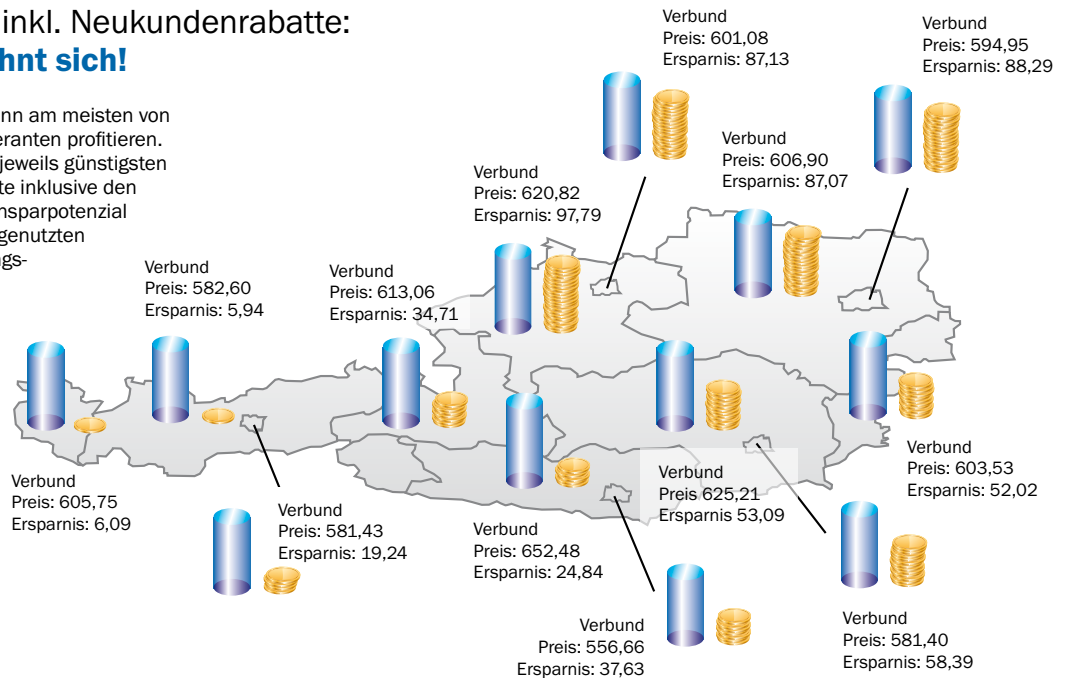 inkl. Neukundenrabatte:
hnt sich!
nn am meisten von
eranten profitieren.
jeweils günstigsten
te inklusive den
nsparpotenzial
genutzten
gs-
Verbund
Preis: 601,08
Ersparnis: 87,13
Verbund
Preis: 594,95
Ersparnis: 88,29
Verbund
Preis: 606,90
Ersparnis: 87,07
Verbund
Preis: 620,82
Ersparnis: 97,79
Verbund
Preis: 582,60
Ersparnis: 5,94
Verbund
Preis: 613,06
Ersparnis: 34,71
Verbund
Preis: 605,75
Ersparnis: 6,09
Verbund
Preis: 581,43
Ersparnis: 19,24
Verbund
Preis: 652,48
Ersparnis: 24,84
Verbund
Preis 625,21
Ersparnis 53,09
Verbund
Preis: 603,53
Ersparnis: 52,02
Verbund
Preis: 556,66
Ersparnis: 37,63
Verbund
Preis: 581,40
Ersparnis: 58,39